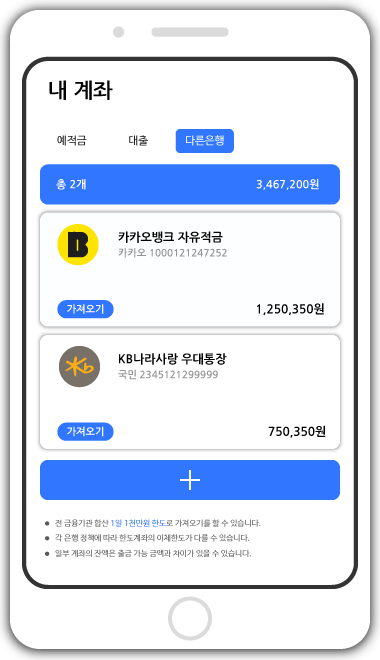 내 계좌
예적금 대출 다른은행
총 2개 3,467,200원
카카오뱅크 자유적금
카카오 1000121247252
가져오기 1,250,350원
KB나라사랑 우대통장
국민 2345121299999
가져오기 750,350원
전 금융기관 합산 1일 1천만원 한도로 가져오기를 할 수 있습니다.
각 은행 정책에 따라 한도계좌의 이체한도가 다를 수 있습니다.
일부 계좌의 잔액은 출금 가능 금액과 차이가 있을 수 있습니다.